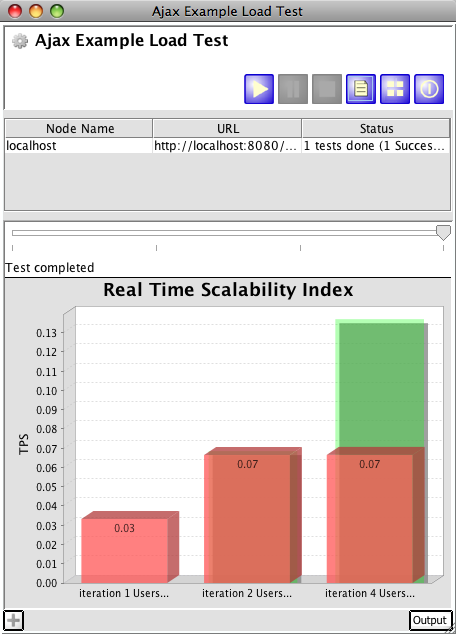 Ajax Example Load Test
Ajax Example Load Test
Node Name URL Status
localhost http://localhost:8080/... 1 tests done (1 Succes...
Test completed
Real Time Scalability Index
0.13
0.12
0.11
0.10
0.09
0.08
0.07
0.06
0.05
0.04
0.03
0.02
0.01
0.00
TPS
0.03
0.07
0.07
iteration 1 Users... iteration 2 Users... iteration 4 Users...
Output